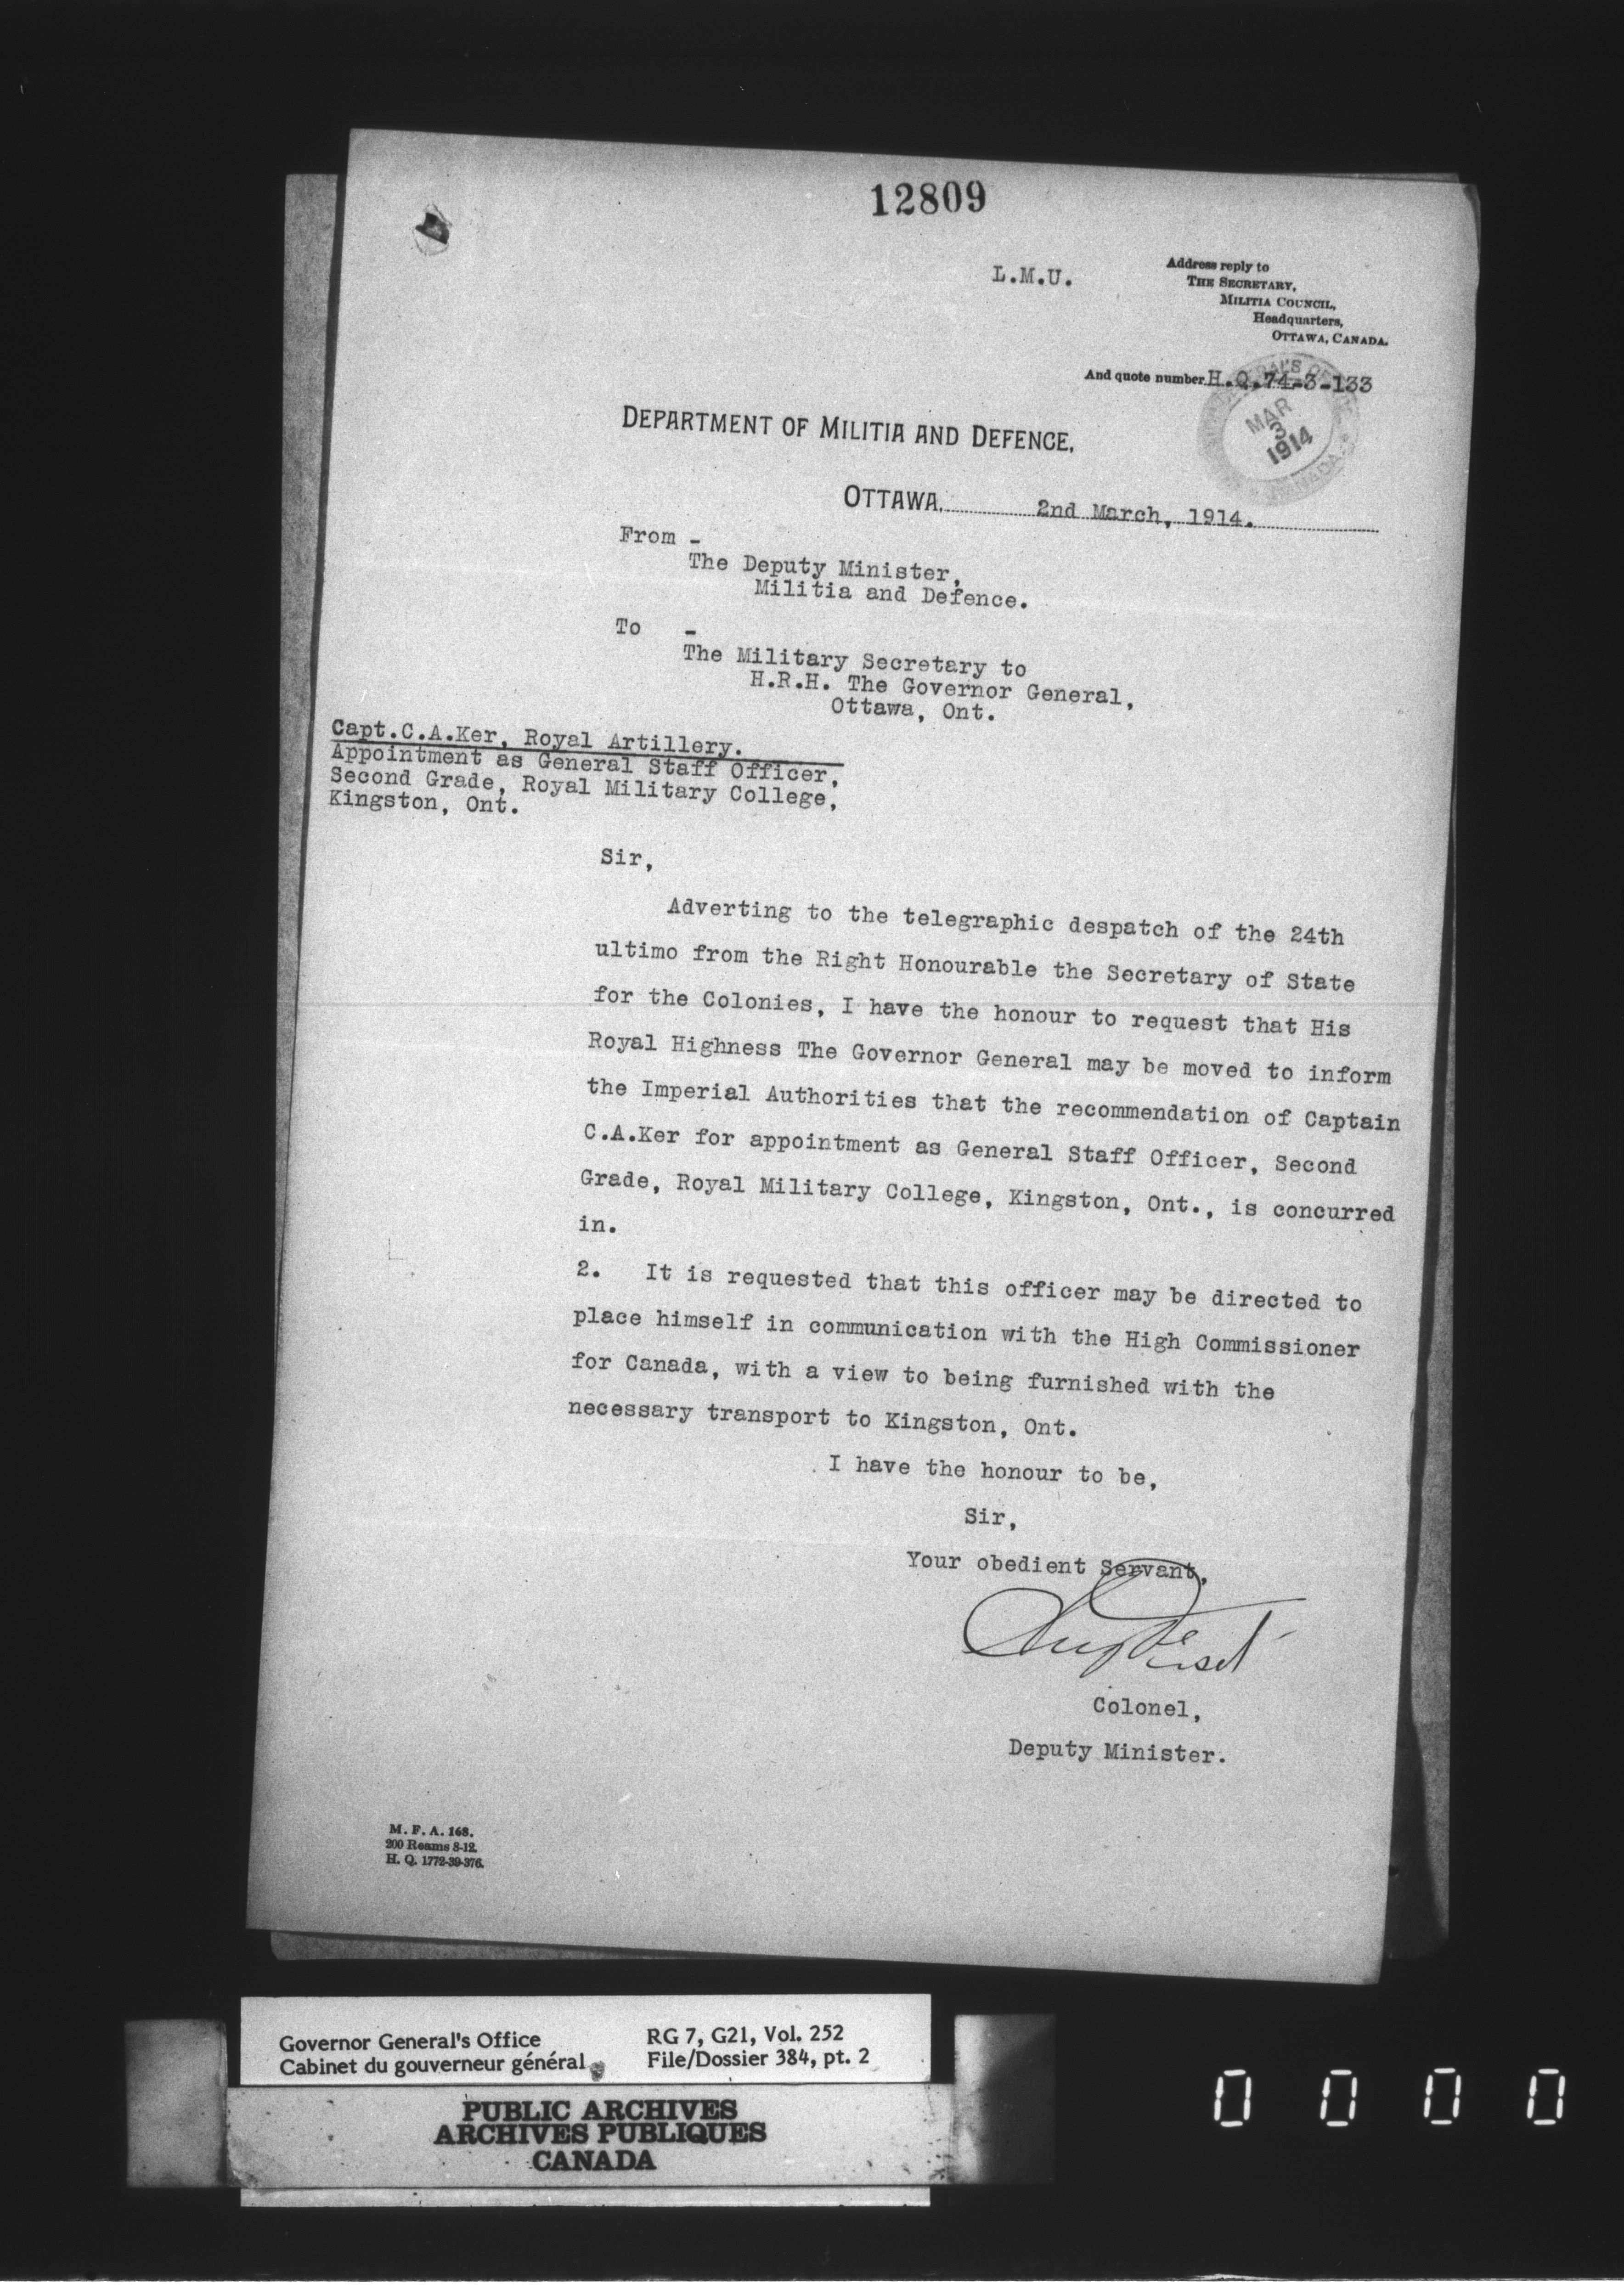 12809
L.M.U.
Address reply to
THE SECRETARY,
MILITIA COUNCIL,
Headquarters,
OTTAWA, CANADA.
And quote number H.Q.74-3-133
MAR
3
1914
DEPARTMENT OF MILITIA AND DEFENCE,
OTTAWA, 2nd March, 1914.
From -
The Deputy Minister,
Militia and Defence.
To -
The Military Secretary to
H.R.H. The Governor General,
Ottawa, Ont.
Capt.C.A.Ker, Royal Artillery.
Appointment as General Staff Officer,
Second Grade, Royal Military College,
Kingston, Ont.
Sir,
Adverting to the telegraphic despatch of the 24th
ultimo from the Right Honourable the Secretary of State
for the Colonies, I have the honour to request that His
Royal Highness The Governor General may be moved to inform
the Imperial Authorities that the recommendation of Captain
C.A.Ker for appointment as General Staff Officer, Second
Grade, Royal Military College, Kingston, Ont., is concurred
in.
2. It is requested that this officer may be directed to
place himself in communication with the High Commissioner
for Canada, with a view to being furnished with the
necessary transport to Kingston, Ont.
I have the honour to be,
Sir,
Your obedient Servant,
Colonel,
Deputy Minister.
M. F. A. 168.
200 Reams 8-12.
H. Q. 1772-39-376.
Governor General's Office
Cabinet du gouverneur général
RG 7, G21, Vol. 252
File/Dossier 384, pt. 2
PUBLIC ARCHIVES
ARCHIVES PUBLIQUES
CANADA
0 0 0 0